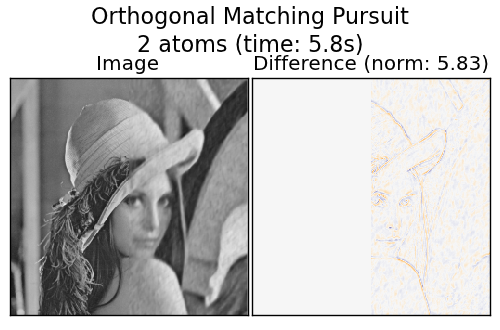 Orthogonal Matching Pursuit
2 atoms (time: 5.8s)
Image
Difference (norm: 5.83)